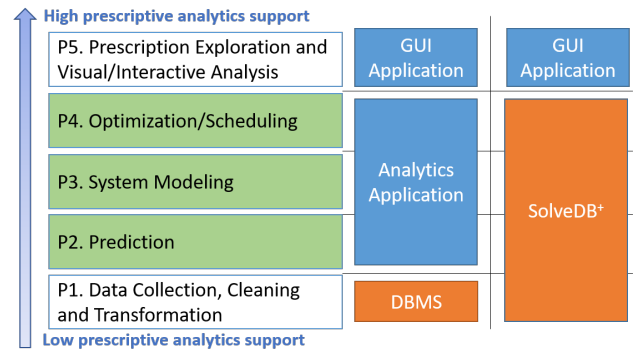 High prescriptive analytics support
P5. Prescription Exploration and
Visual/Interactive Analysis
GUI
Application
GUI
Application
P4. Optimization/Scheduling
P3. System Modeling
P2. Prediction
Analytics
Application
SolveDB⁺
P1. Data Collection, Cleaning
and Transformation
DBMS
Low prescriptive analytics support